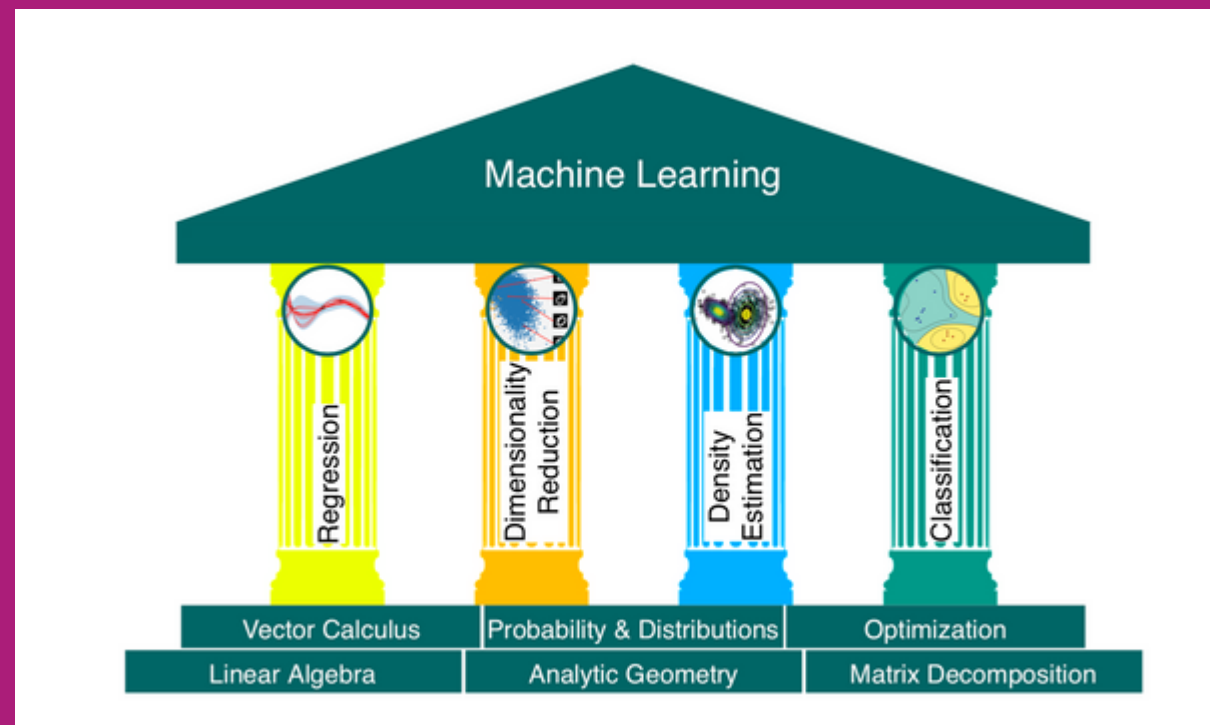 Machine Learning
Regression
Dimensionality
Reduction
Density
Estimation
Classification
Vector Calculus
Probability & Distributions
Optimization
Linear Algebra
Analytic Geometry
Matrix Decomposition